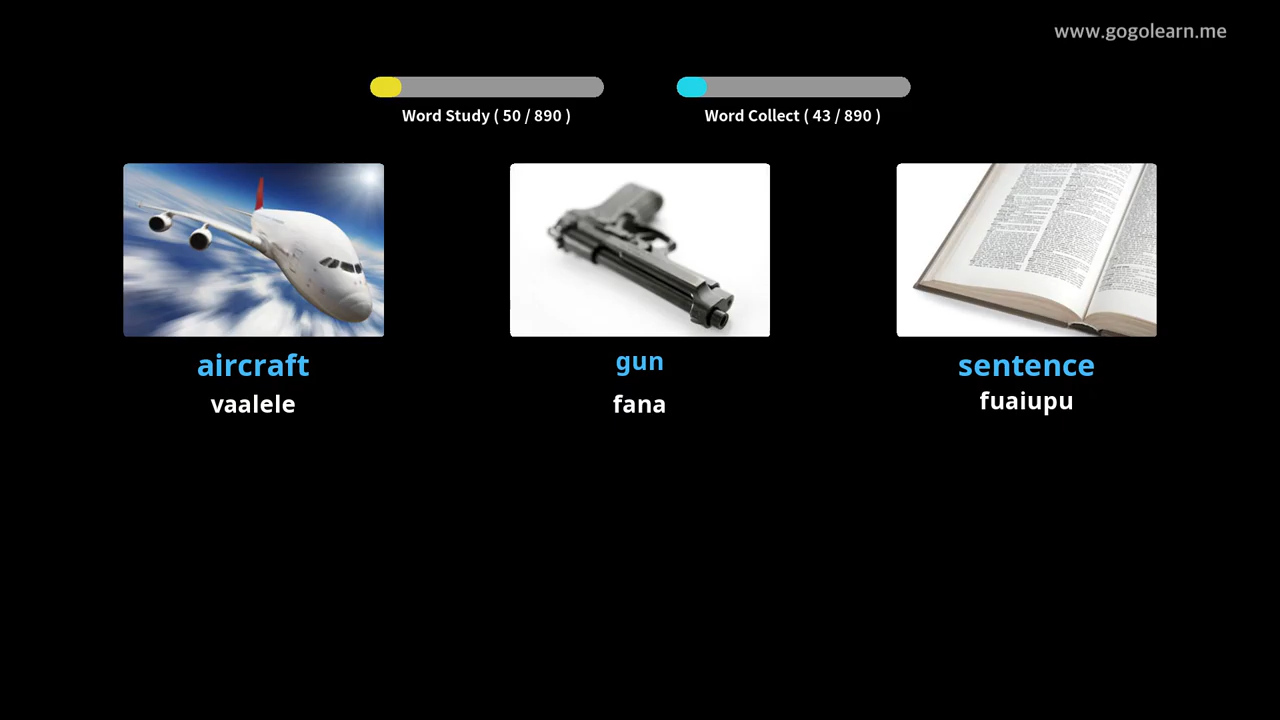 www.gogolearn.me
Word Study ( 50 / 890 )
Word Collect ( 43 / 890 )
aircraft
vaalele
gun
fana
sentence
fuaiupu